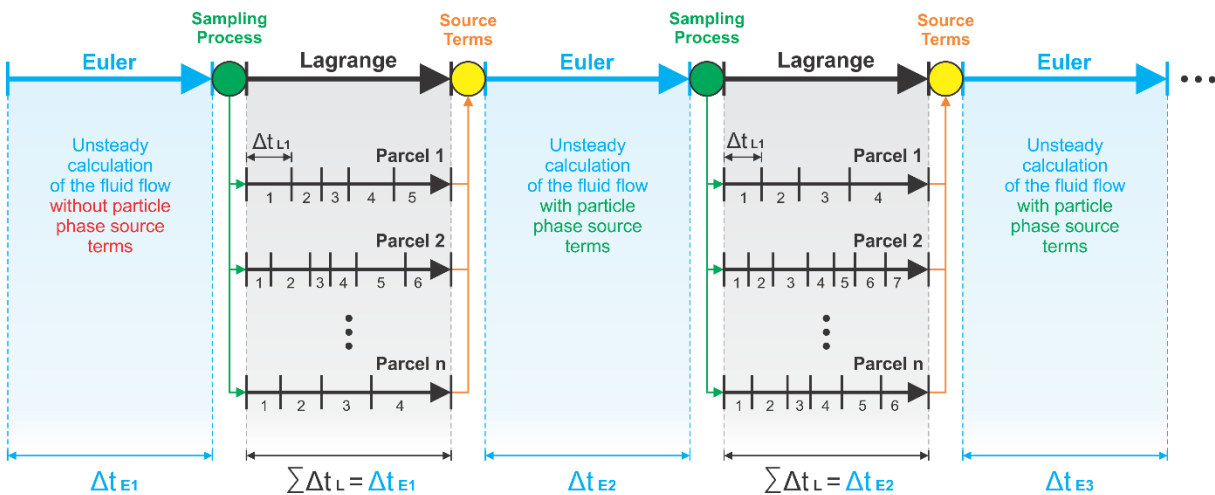 Sampling
Process
Source
Terms
Sampling
Process
Source
Terms
Euler
Lagrange
Euler
Lagrange
Euler
Unsteady
calculation
of the fluid flow
without particle
phase source
terms
Δt L1
Parcel 1
1 2 3 4 5
Parcel 2
1 2 3 4 5 6
Parcel n
1 2 3 4
Unsteady
calculation
of the fluid flow
with particle
phase source
terms
Δt L1
Parcel 1
1 2 3 4
Parcel 2
1 2 3 4 5 6 7
Parcel n
1 2 3 4 5 6
Unsteady
calculation
of the fluid flow
with particle
phase source
terms
Δt E1
∑Δt L = Δt E1
Δt E2
∑Δt L = Δt E2
Δt E3